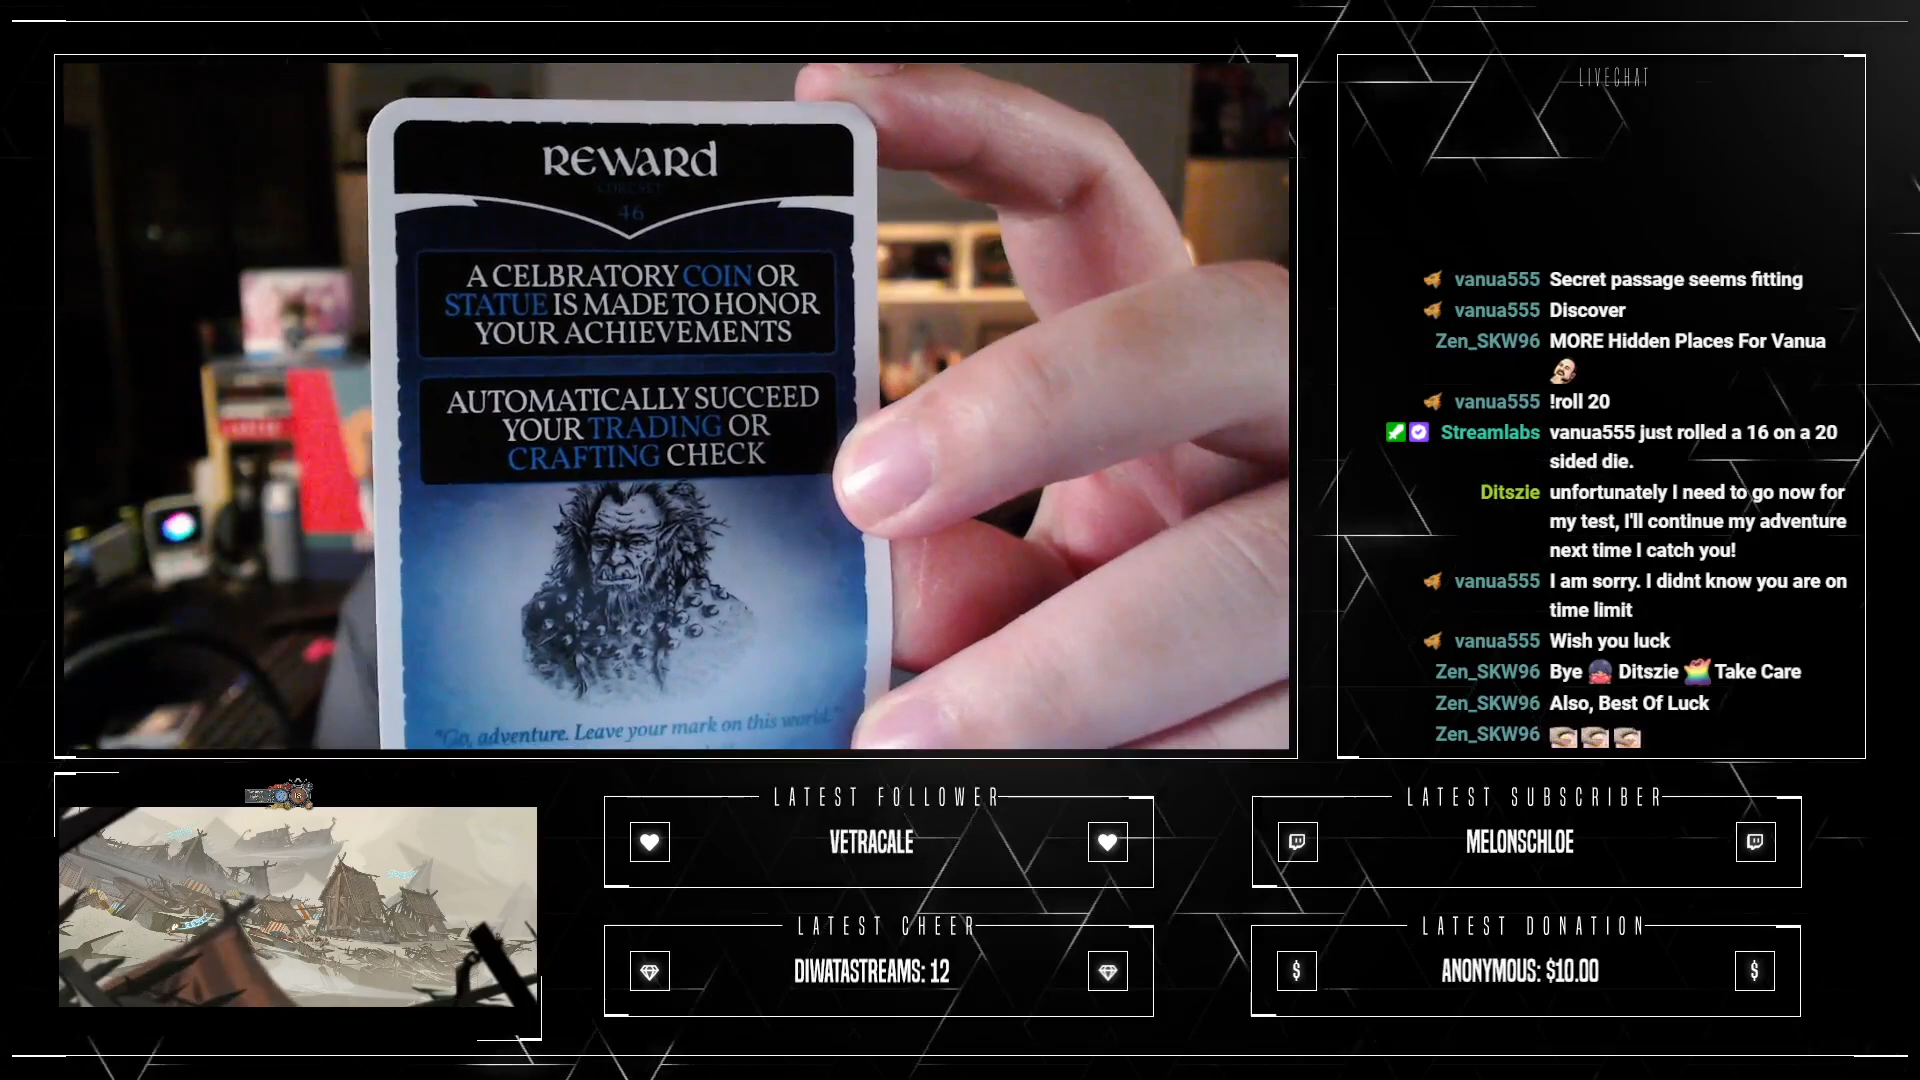 REWARD
CORE SET
46
A CELBRATORY COIN OR
STATUE IS MADE TO HONOR
YOUR ACHIEVEMENTS
AUTOMATICALLY SUCCEED
YOUR TRADING OR
CRAFTING CHECK
"Go, adventure. Leave your mark on this world."
LIVECHAT
vanua555 Secret passage seems fitting
vanua555 Discover
Zen_SKW96 MORE Hidden Places For Vanua
vanua555 !roll 20
Streamlabs vanua555 just rolled a 16 on a 20
sided die.
Ditszie unfortunately I need to go now for
my test, I'll continue my adventure
next time I catch you!
vanua555 I am sorry. I didnt know you are on
time limit
vanua555 Wish you luck
Zen_SKW96 Bye Ditszie Take Care
Zen_SKW96 Also, Best Of Luck
Zen_SKW96
LATEST FOLLOWER
VETRACALE
LATEST SUBSCRIBER
MELONSCHLOE
LATEST CHEER
DIWATASTREAMS: 12
LATEST DONATION
$ ANONYMOUS: $10.00 $